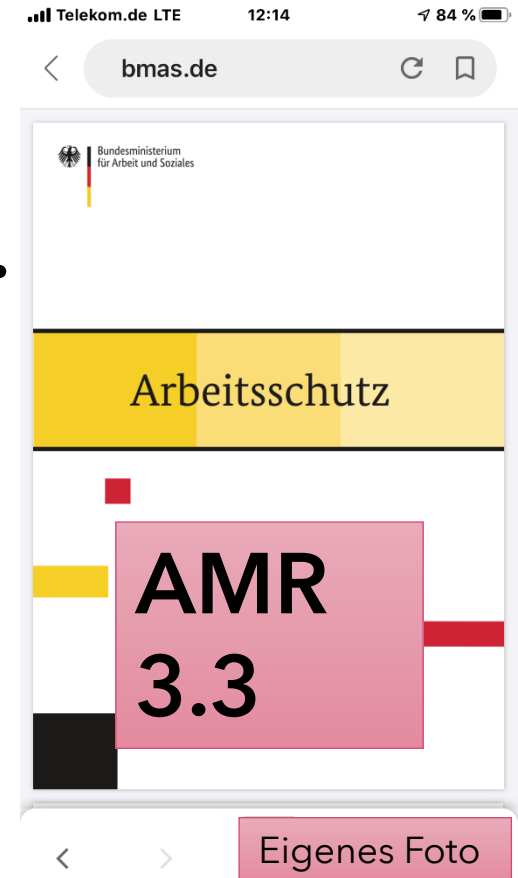 Telekom.de LTE 12:14 84 %
bmas.de
Bundesministerium
für Arbeit und Soziales
Arbeitsschutz
AMR
3.3
Eigenes Foto